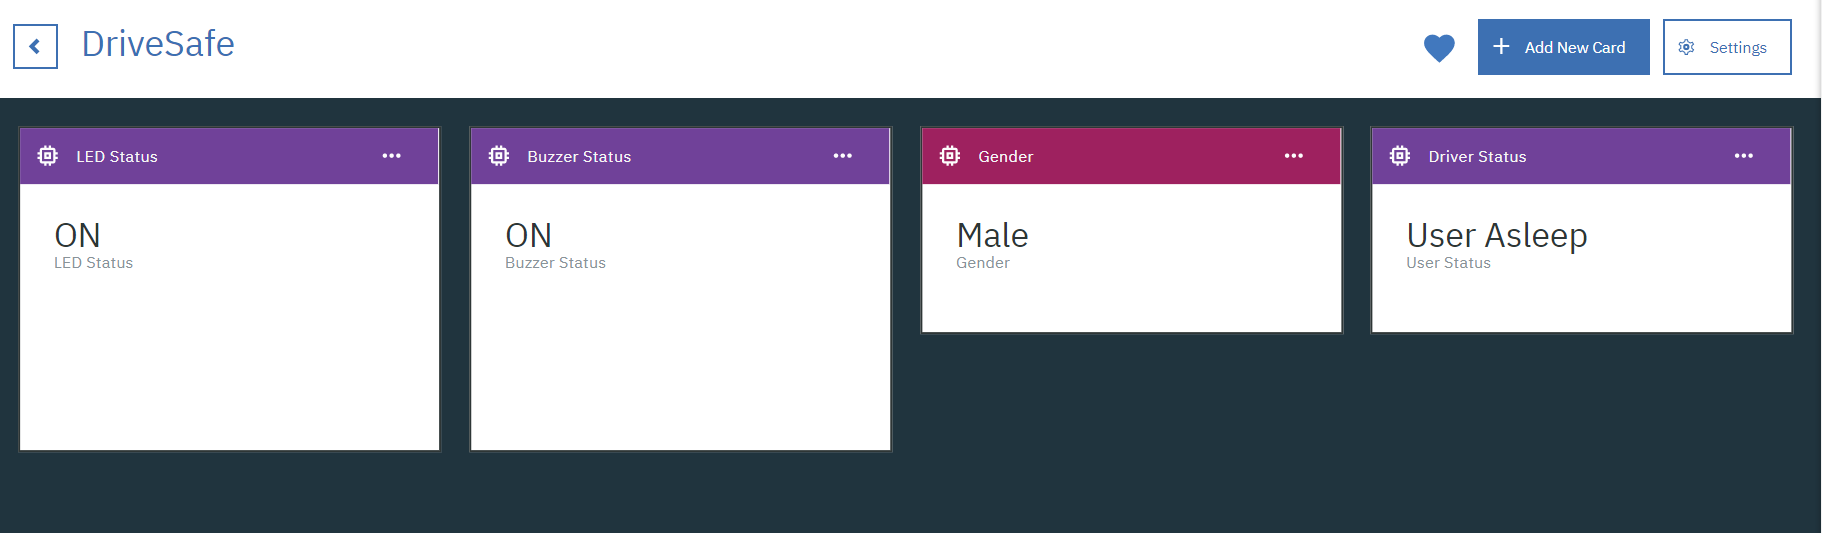 DriveSafe
Add New Card
Settings
LED Status
ON
LED Status
Buzzer Status
ON
Buzzer Status
Gender
Male
Gender
Driver Status
User Asleep
User Status